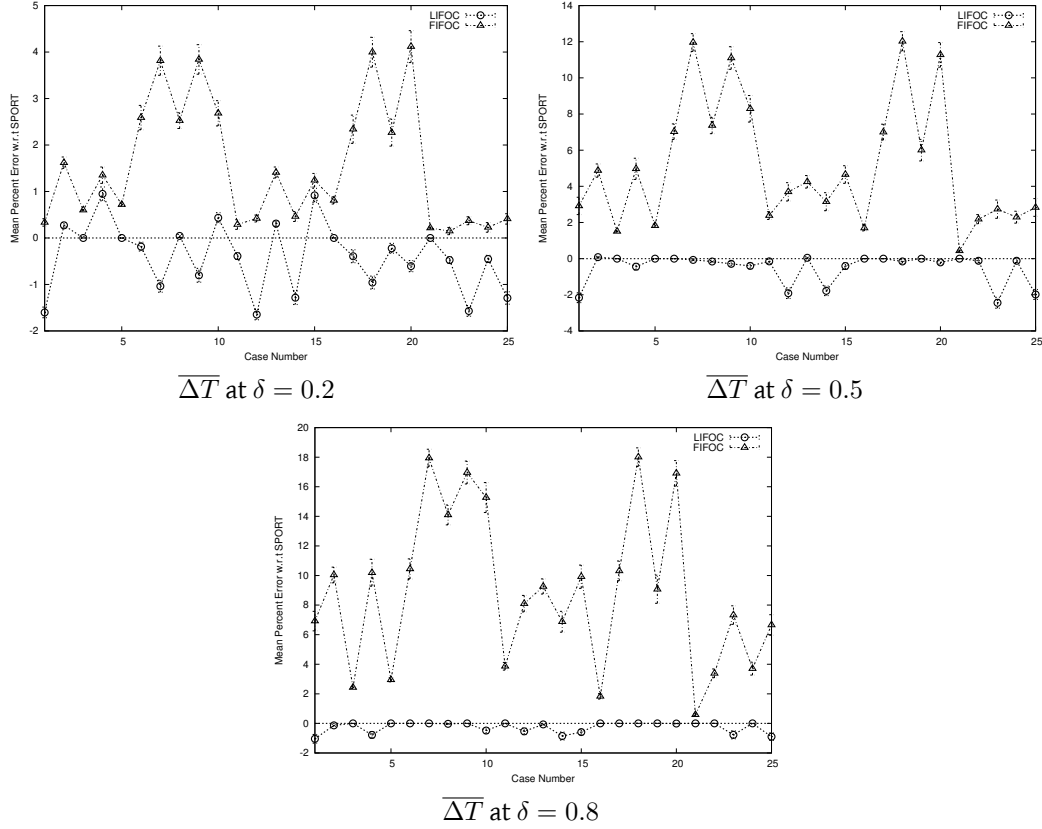 5
4
3
2
1
0
-1
-2
Mean Percent Error w.r.t SPORT
LIFOC
FIFOC
5 10 15 20 25
Case Number
ΔT at δ = 0.2
14
12
10
8
6
4
2
0
-2
-4
Mean Percent Error w.r.t SPORT
LIFOC
FIFOC
5 10 15 20 25
Case Number
ΔT at δ = 0.5
20
18
16
14
12
10
8
6
4
2
0
-2
Mean Percent Error w.r.t SPORT
LIFOC
FIFOC
5 10 15 20 25
Case Number
ΔT at δ = 0.8